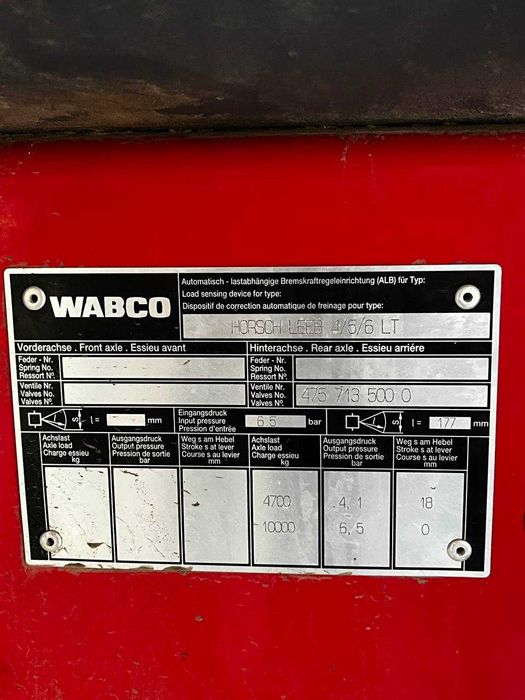 WABCO
Automatisch - lastabhängige Bremskraftregeleinrichtung (ALB) für Typ:
Load sensing device for type:
Dispositif de correction automatique de freinage pour type:
HORSCH LEEB 4/5/6 LT
Vorderachse . Front axle . Essieu avant
Hinterachse . Rear axle . Essieu arriére
Feder - Nr.
Spring No.
Ressort Nº.
Feder - Nr.
Spring No.
Ressort Nº.
Ventile Nr.
Valves No.
Valves Nº.
Ventile Nr.
Valves No.
Valves Nº.
475 713 500 0
s l = mm
Eingangsdruck
Input pressure
Pression d'entrée
6.5 bar
s l = 177 mm
Achslast
Axle load
Charge essieu
kg
Ausgangsdruck
Output pressure
Pression de sortie
bar
Weg s am Hebel
Stroke s at lever
Course s au levier
mm
Achslast
Axle load
Charge essieu
kg
Ausgangsdruck
Output pressure
Pression de sortie
bar
Weg s am Hebel
Stroke s at lever
Course s au levier
mm
4700 4,1 18
10000 6,5 0